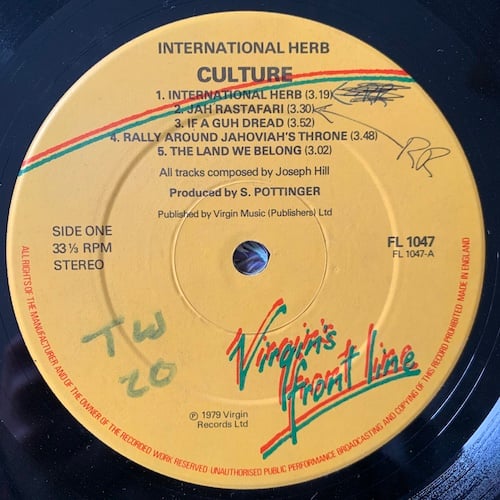 INTERNATIONAL HERB
CULTURE
1. INTERNATIONAL HERB (3.19)
2. JAH RASTAFARI (3.30)
3. IF A GUH DREAD (3.52)
4. RALLY AROUND JAHOVIAH'S THRONE (3.48)
5. THE LAND WE BELONG (3.02)
RR
All tracks composed by Joseph Hill
Produced by S. POTTINGER
Published by Virgin Music (Publishers) Ltd
SIDE ONE
33⅓ RPM
STEREO
FL 1047
FL 1047-A
TW
20
Virgin's
front line
℗ 1979 Virgin
Records Ltd
ALL RIGHTS OF THE MANUFACTURER AND OF THE OWNER OF THE RECORDED WORK RESERVED UNAUTHORISED PUBLIC PERFORMANCE BROADCASTING AND COPYING OF THIS RECORD PROHIBITED MADE IN ENGLAND